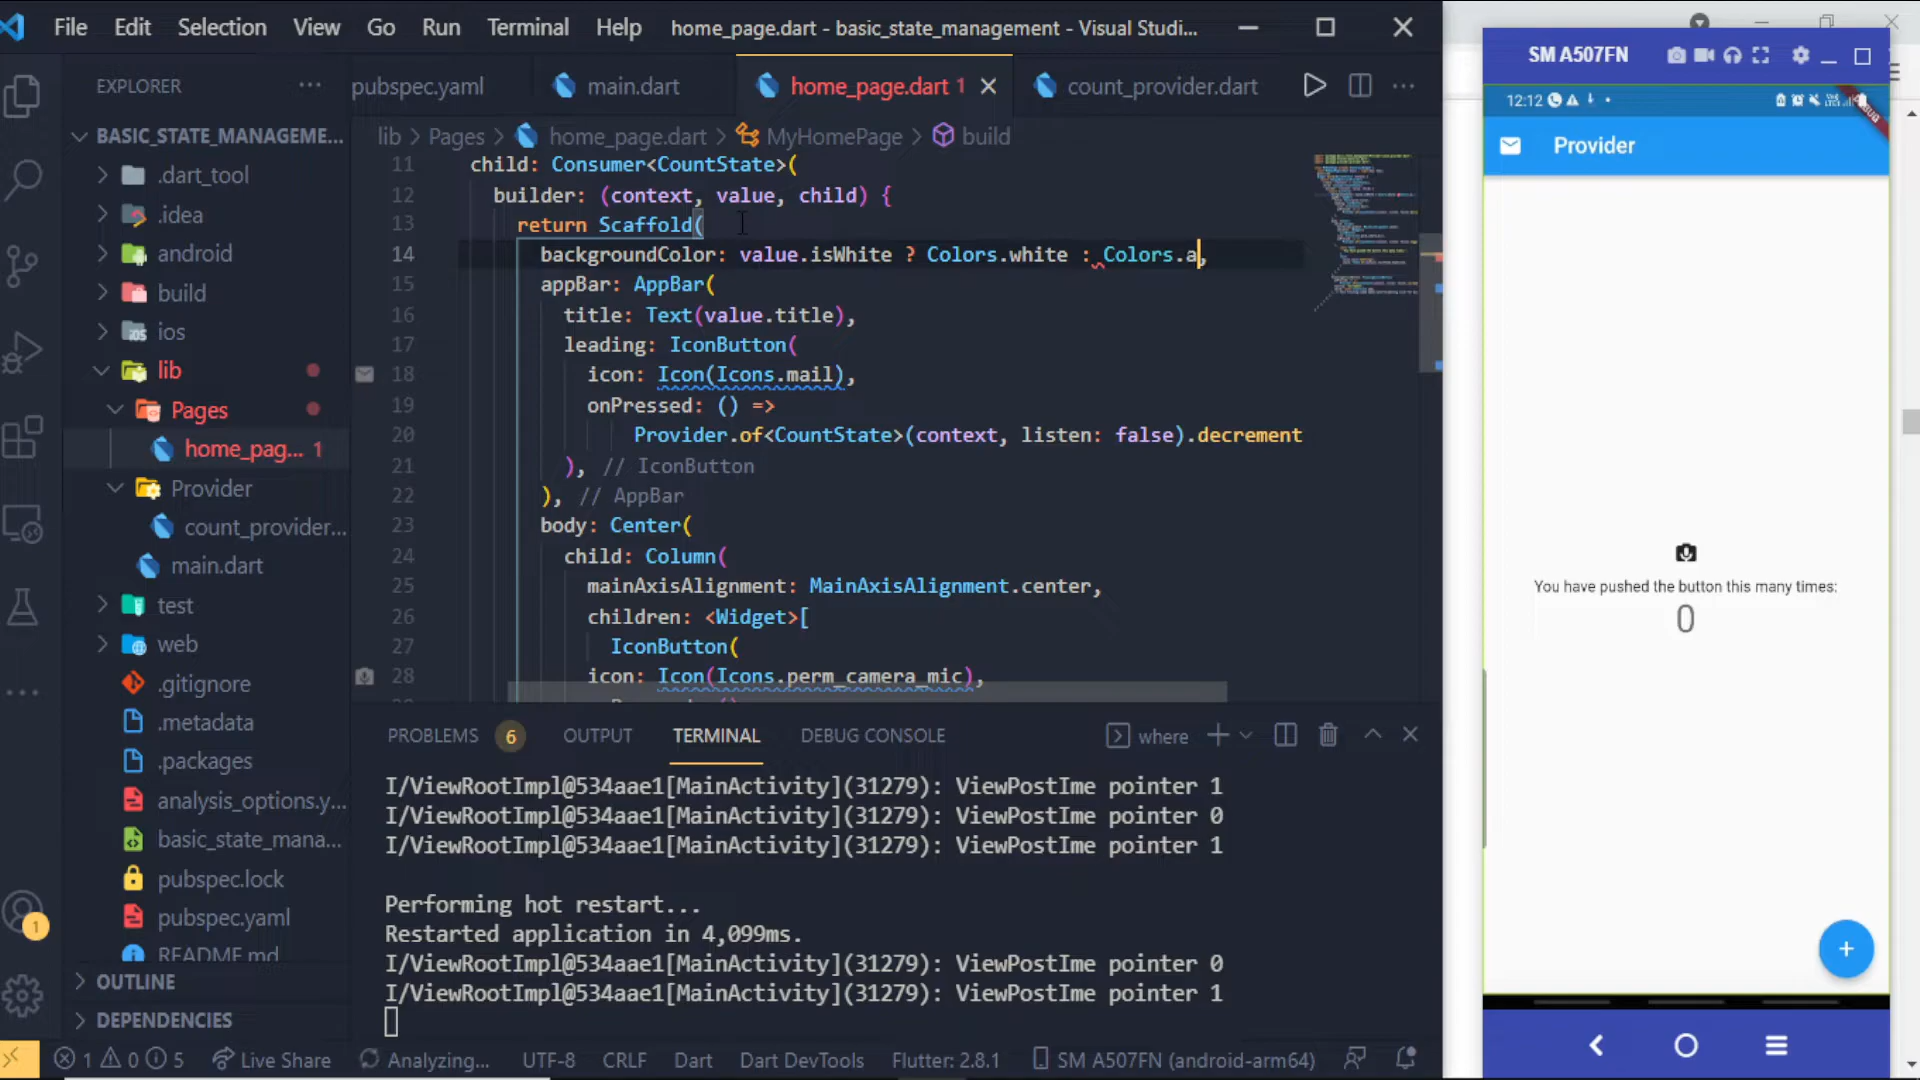 File Edit Selection View Go Run Terminal Help home_page.dart - basic_state_management - Visual Studi...
EXPLORER
pubspec.yaml main.dart home_page.dart 1 count_provider.dart
BASIC_STATE_MANAGEME...
.dart_tool
.idea
android
build
ios
lib
Pages
home_pag... 1
Provider
count_provider...
main.dart
test
web
.gitignore
.metadata
.packages
analysis_options.y...
basic_state_mana...
pubspec.lock
pubspec.yaml
README.md
OUTLINE
DEPENDENCIES
lib > Pages > home_page.dart > MyHomePage > build
11 child: Consumer<CountState>(
12 builder: (context, value, child) {
13 return Scaffold(
14 backgroundColor: value.isWhite ? Colors.white : Colors.a,
15 appBar: AppBar(
16 title: Text(value.title),
17 leading: IconButton(
18 icon: Icon(Icons.mail),
19 onPressed: () =>
20 Provider.of<CountState>(context, listen: false).decrement
21 ), // IconButton
22 ), // AppBar
23 body: Center(
24 child: Column(
25 mainAxisAlignment: MainAxisAlignment.center,
26 children: <Widget>[
27 IconButton(
28 icon: Icon(Icons.perm_camera_mic),
PROBLEMS 6 OUTPUT TERMINAL DEBUG CONSOLE where
I/ViewRootImpl@534aae1[MainActivity](31279): ViewPostIme pointer 1
I/ViewRootImpl@534aae1[MainActivity](31279): ViewPostIme pointer 0
I/ViewRootImpl@534aae1[MainActivity](31279): ViewPostIme pointer 1
Performing hot restart...
Restarted application in 4,099ms.
I/ViewRootImpl@534aae1[MainActivity](31279): ViewPostIme pointer 0
I/ViewRootImpl@534aae1[MainActivity](31279): ViewPostIme pointer 1
1
1 0 5 Live Share Analyzing... UTF-8 CRLF Dart Dart DevTools Flutter: 2.8.1 SM A507FN (android-arm64)
SM A507FN
12:12
Provider
You have pushed the button this many times:
0
+